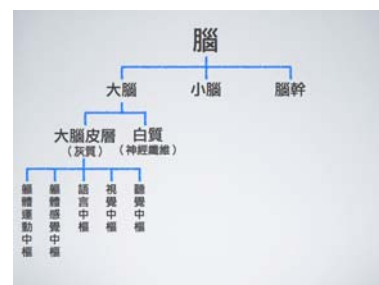 腦
大腦
小腦
腦幹
大腦皮層
（灰質）
白質
（神經纖維）
軀體運動中樞
軀體感覺中樞
語言中樞
視覺中樞
聽覺中樞